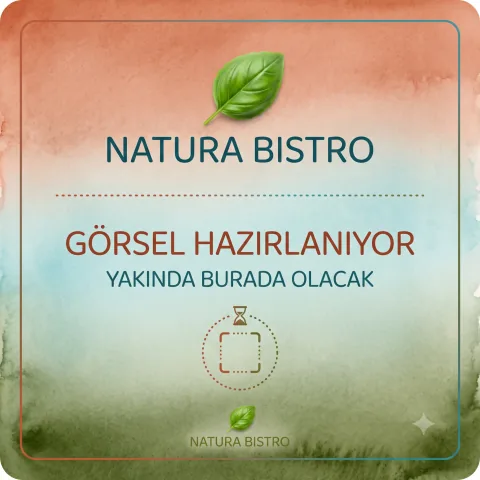 NATURA BISTRO
GÖRSEL HAZIRLANIYOR
YAKINDA BURADA OLACAK
NATURA BISTRO